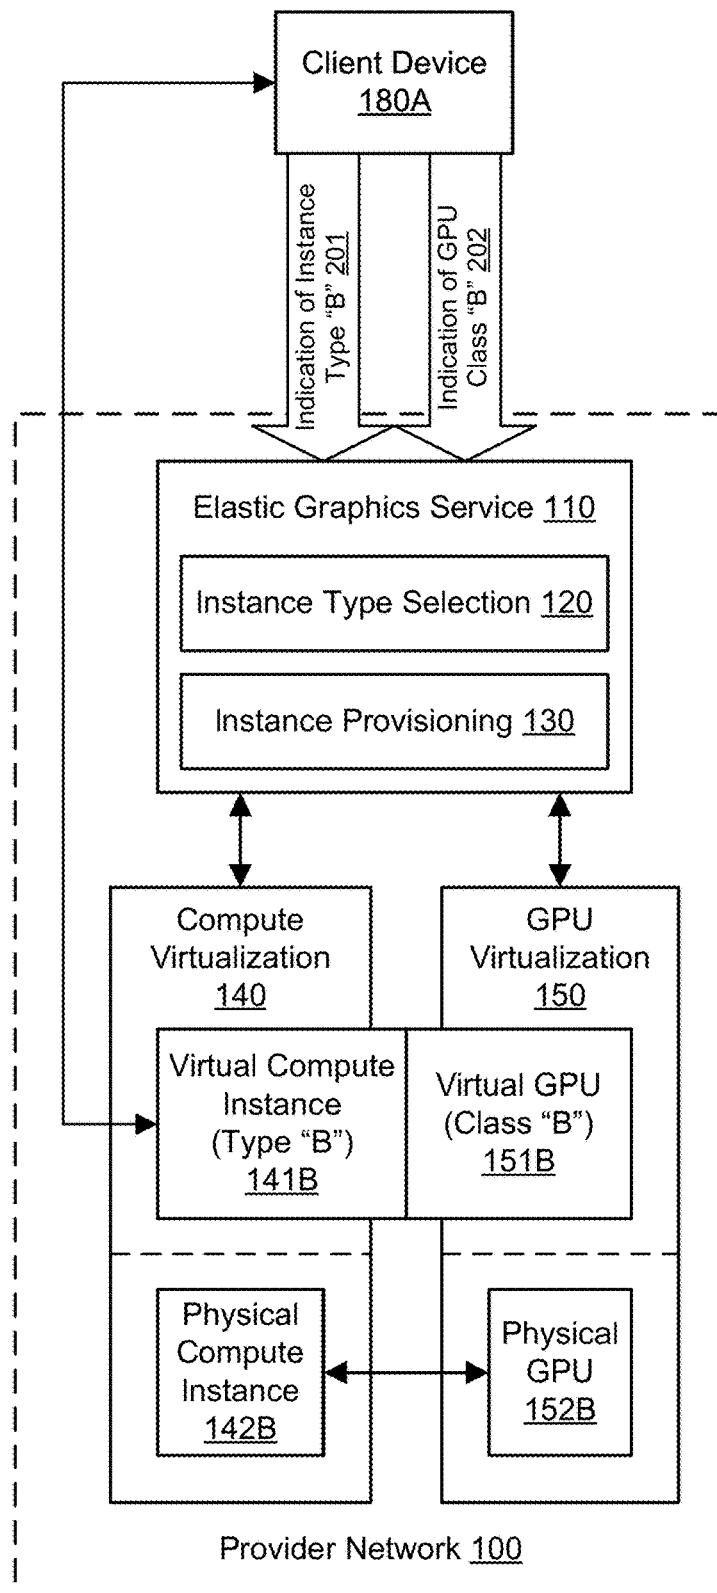 Client Device
180A
Indication of Instance
Type “B” 201
Indication of GPU
Class “B” 202
Elastic Graphics Service 110
Instance Type Selection 120
Instance Provisioning 130
Compute
Virtualization
140
GPU
Virtualization
150
Virtual Compute
Instance
(Type “B”)
141B
Virtual GPU
(Class “B”)
151B
Physical
Compute
Instance
142B
Physical
GPU
152B
Provider Network 100